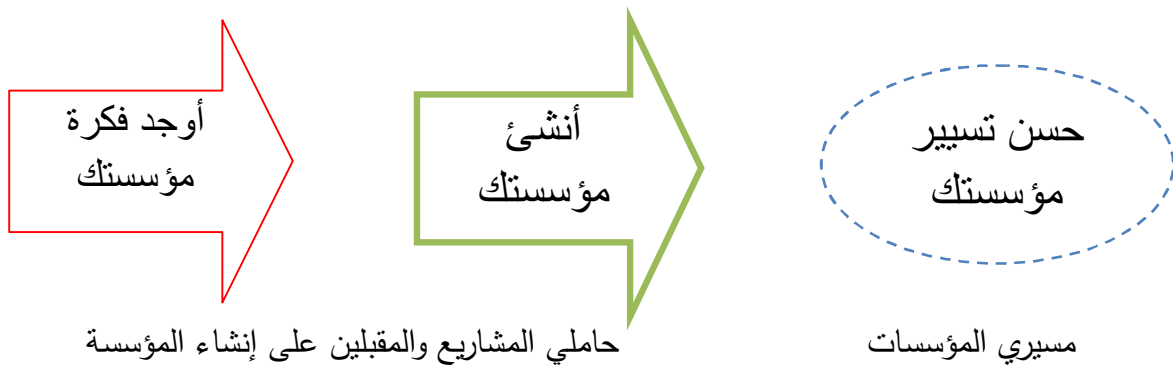 أوجد فكرة
مؤسستك
أنشئ
مؤسستك
حسن تسيير
مؤسستك
حاملي المشاريع والمقبلين على إنشاء المؤسسة
مسيري المؤسسات